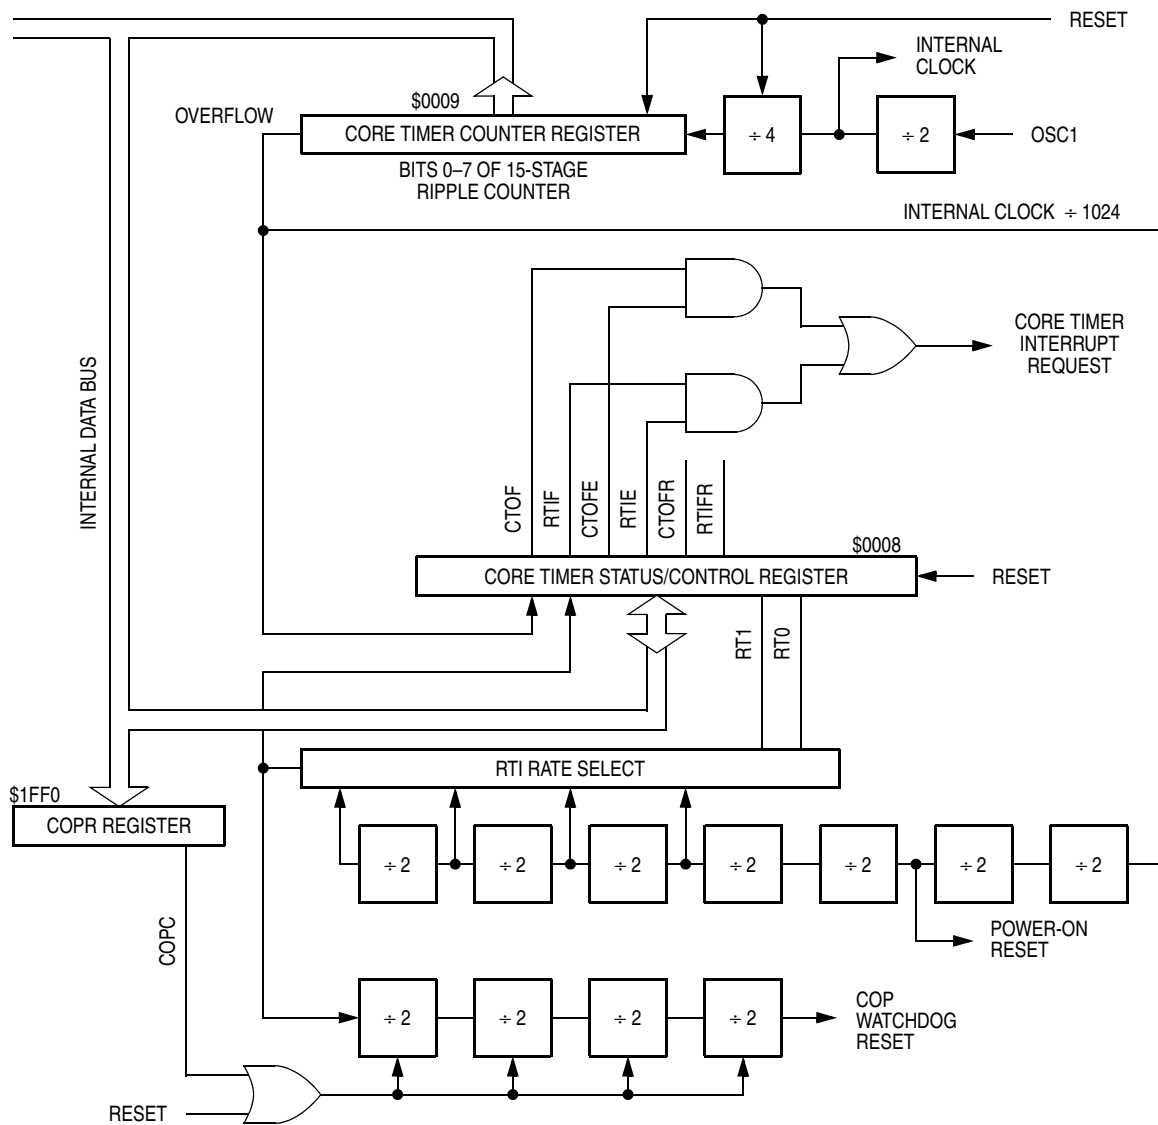 RESET
INTERNAL
CLOCK
$0009
OVERFLOW
CORE TIMER COUNTER REGISTER
÷ 4
÷ 2
OSC1
BITS 0–7 OF 15-STAGE
RIPPLE COUNTER
INTERNAL CLOCK ÷ 1024
CORE TIMER
INTERRUPT
REQUEST
INTERNAL DATA BUS
CTOF
RTIF
CTOFE
RTIE
CTOFR
RTIFR
$0008
CORE TIMER STATUS/CONTROL REGISTER
RESET
RT1
RT0
RTI RATE SELECT
$1FF0
COPR REGISTER
÷ 2
÷ 2
÷ 2
÷ 2
÷ 2
÷ 2
÷ 2
POWER-ON
RESET
COPC
÷ 2
÷ 2
÷ 2
÷ 2
COP
WATCHDOG
RESET
RESET